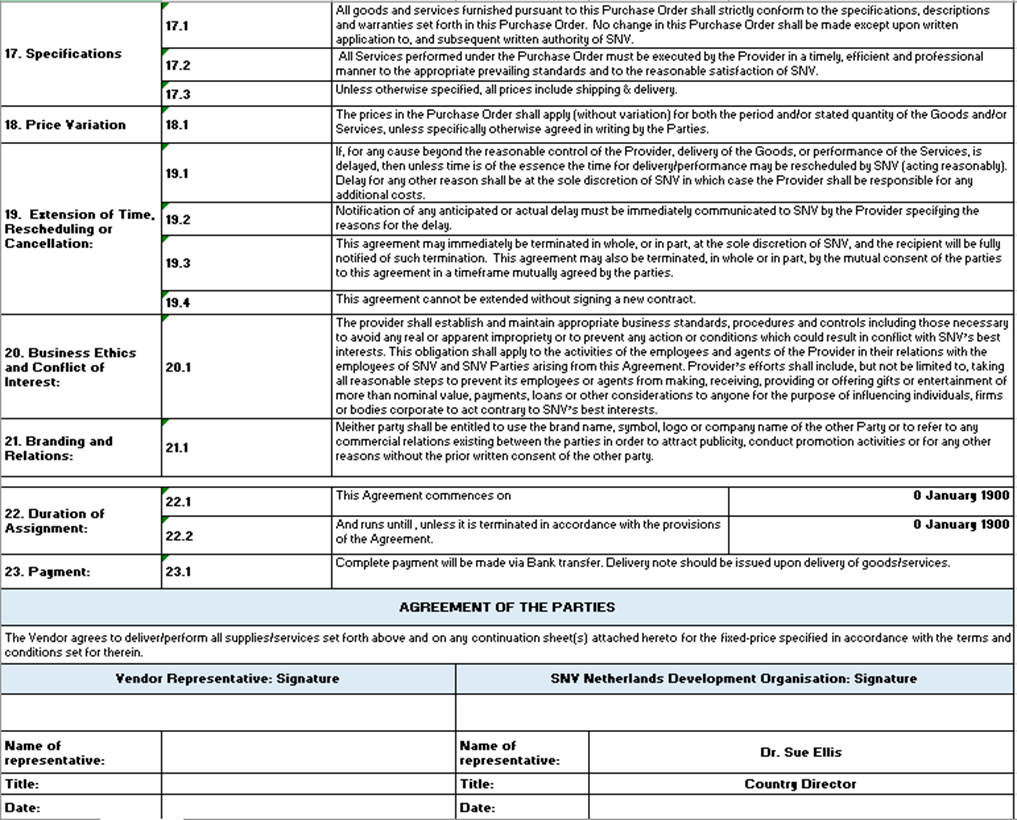 17. Specifications
17.1
All goods and services furnished pursuant to this Purchase Order shall strictly conform to the specifications, descriptions
and warranties set forth in this Purchase Order. No change in this Purchase Order shall be made except upon written
application to, and subsequent written authority of SNV.
17.2
All Services performed under the Purchase Order must be executed by the Provider in a timely, efficient and professional
manner to the appropriate prevailing standards and to the reasonable satisfaction of SNV.
17.3
Unless otherwise specified, all prices include shipping & delivery.
18. Price Variation
18.1
The prices in the Purchase Order shall apply (without variation) for both the period and/or stated quantity of the Goods and/or
Services, unless specifically otherwise agreed in writing by the Parties.
19. Extension of Time,
Rescheduling or
Cancellation:
19.1
If, for any cause beyond the reasonable control of the Provider, delivery of the Goods, or performance of the Services, is
delayed, then unless time is of the essence the time for delivery/performance may be rescheduled by SNV (acting reasonably).
Delay for any other reason shall be at the sole discretion of SNV in which case the Provider shall be responsible for any
additional costs.
19.2
Notification of any anticipated or actual delay must be immediately communicated to SNV by the Provider specifying the
reasons for the delay.
19.3
This agreement may immediately be terminated in whole, or in part, at the sole discretion of SNV, and the recipient will be fully
notified of such termination. This agreement may also be terminated, in whole or in part, by the mutual consent of the parties
to this agreement in a timeframe mutually agreed by the parties.
19.4
This agreement cannot be extended without signing a new contract.
20. Business Ethics
and Conflict of
Interest:
20.1
The provider shall establish and maintain appropriate business standards, procedures and controls including those necessary
to avoid any real or apparent impropriety or to prevent any action or conditions which could result in conflict with SNV's best
interests. This obligation shall apply to the activities of the employees and agents of the Provider in their relations with the
employees of SNV and SNV Parties arising from this Agreement. Provider's efforts shall include, but not be limited to, taking
all reasonable steps to prevent its employees or agents from making, receiving, providing or offering gifts or entertainment of
more than nominal value, payments, loans or other considerations to anyone for the purpose of influencing individuals, firms
or bodies corporate to act contrary to SNV's best interests.
21. Branding and
Relations:
21.1
Neither party shall be entitled to use the brand name, symbol, logo or company name of the other Party or to refer to any
commercial relations existing between the parties in order to attract publicity, conduct promotion activities or for any other
reasons without the prior written consent of the other party.
22. Duration of
Assignment:
22.1
This Agreement commences on
0 January 1900
22.2
And runs untill , unless it is terminated in accordance with the provisions
of the Agreement.
0 January 1900
23. Payment:
23.1
Complete payment will be made via Bank transfer. Delivery note should be issued upon delivery of goods/services.
AGREEMENT OF THE PARTIES
The Vendor agrees to deliver/perform all supplies/services set forth above and on any continuation sheet(s) attached hereto for the fixed-price specified in accordance with the terms and
conditions set for therein.
Vendor Representative: Signature
SNV Netherlands Development Organisation: Signature
Name of
representative:
Name of
representative:
Dr. Sue Ellis
Title:
Title:
Country Director
Date:
Date: